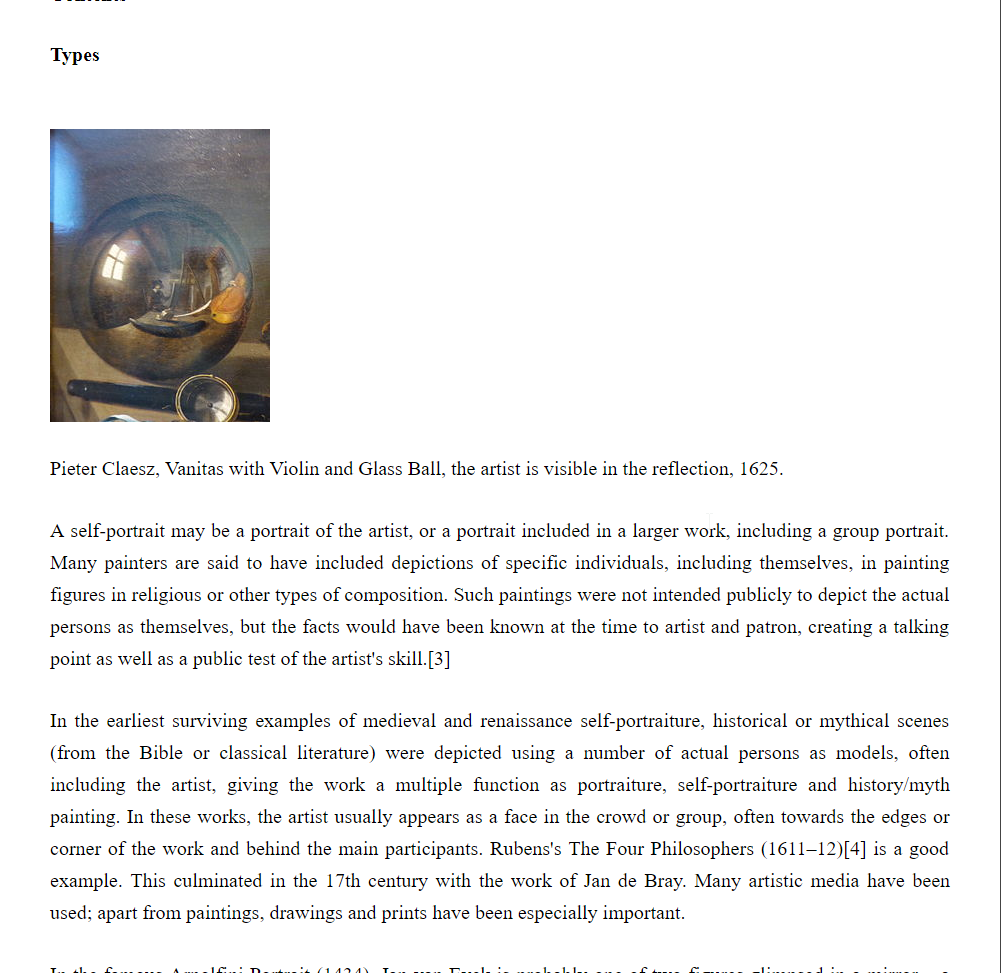 Types
Pieter Claesz, Vanitas with Violin and Glass Ball, the artist is visible in the reflection, 1625.
A self-portrait may be a portrait of the artist, or a portrait included in a larger work, including a group portrait.
Many painters are said to have included depictions of specific individuals, including themselves, in painting
figures in religious or other types of composition. Such paintings were not intended publicly to depict the actual
persons as themselves, but the facts would have been known at the time to artist and patron, creating a talking
point as well as a public test of the artist's skill.[3]
In the earliest surviving examples of medieval and renaissance self-portraiture, historical or mythical scenes
(from the Bible or classical literature) were depicted using a number of actual persons as models, often
including the artist, giving the work a multiple function as portraiture, self-portraiture and history/myth
painting. In these works, the artist usually appears as a face in the crowd or group, often towards the edges or
corner of the work and behind the main participants. Rubens's The Four Philosophers (1611–12)[4] is a good
example. This culminated in the 17th century with the work of Jan de Bray. Many artistic media have been
used; apart from paintings, drawings and prints have been especially important.